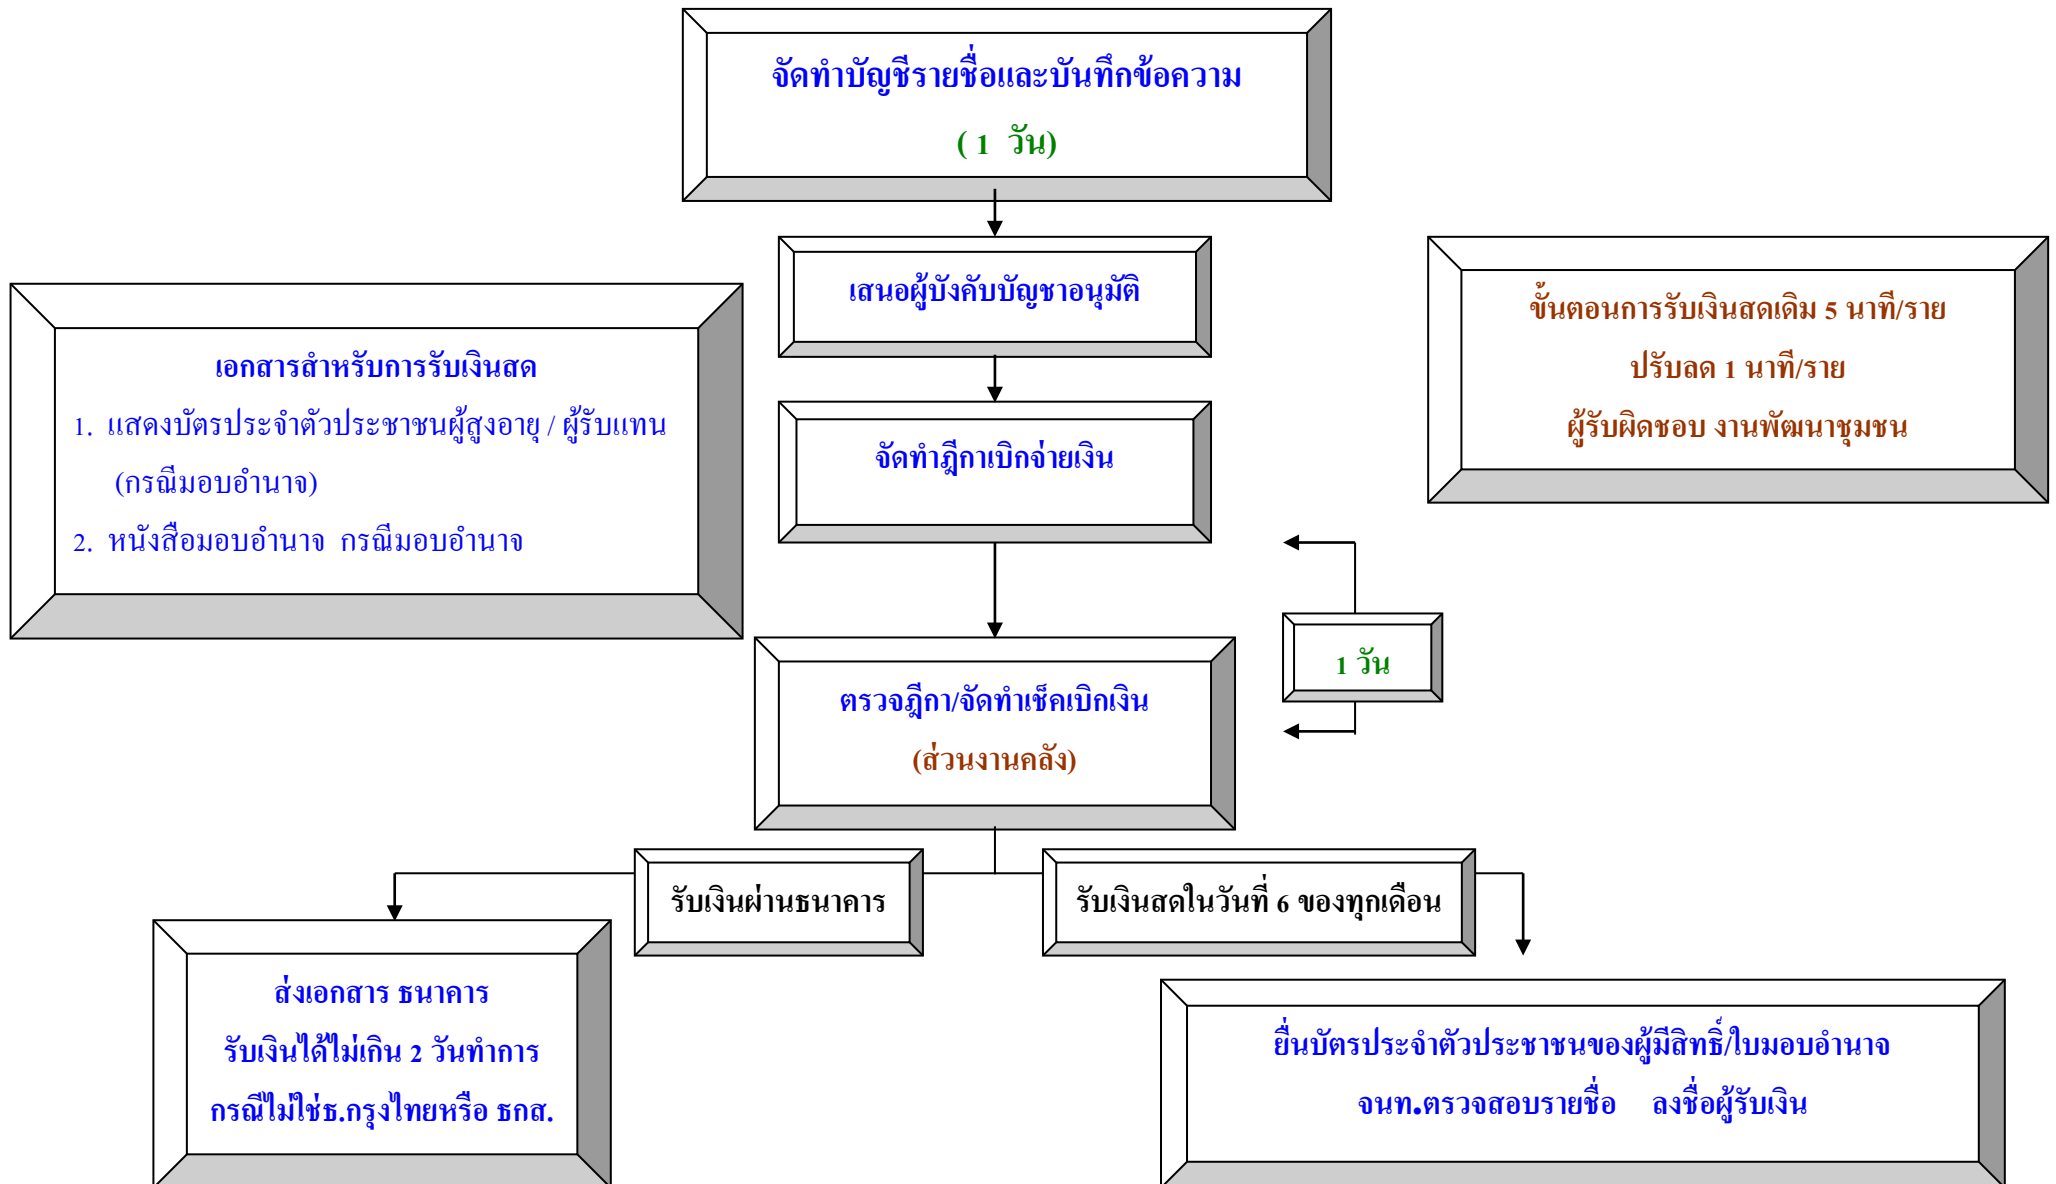 จัดทำบัญชีรายชื่อและบันทึกข้อความ
( 1 วัน)
เสนอผู้บังคับบัญชาอนุมัติ
ขั้นตอนการรับเงินสดเดิม 5 นาที/ราย
ปรับลด 1 นาที/ราย
ผู้รับผิดชอบ งานพัฒนาชุมชน
เอกสารสำหรับการรับเงินสด
1. แสดงบัตรประจำตัวประชาชนผู้สูงอายุ / ผู้รับแทน
(กรณีมอบอำนาจ)
2. หนังสือมอบอำนาจ กรณีมอบอำนาจ
จัดทำฎีกาเบิกจ่ายเงิน
1 วัน
ตรวจฎีกา/จัดทำเช็คเบิกเงิน
(ส่วนงานคลัง)
รับเงินผ่านธนาคาร
รับเงินสดในวันที่ 6 ของทุกเดือน
ส่งเอกสาร ธนาคาร
รับเงินได้ไม่เกิน 2 วันทำการ
กรณีไม่ใช่ธ.กรุงไทยหรือ ธกส.
ยื่นบัตรประจำตัวประชาชนของผู้มีสิทธิ์/ใบมอบอำนาจ
จนท.ตรวจสอบรายชื่อ ลงชื่อผู้รับเงิน